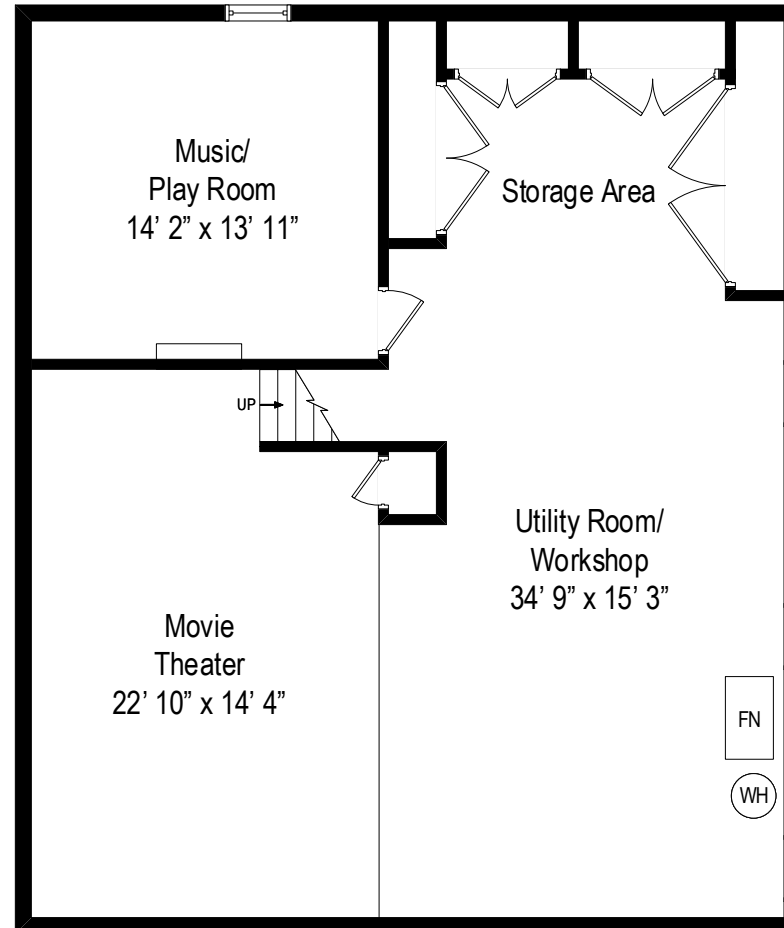 Music/
Play Room
14’ 2” x 13’ 11”
Storage Area
UP
Utility Room/
Workshop
34’ 9” x 15’ 3”
Movie
Theater
22’ 10” x 14’ 4”
FN
WH